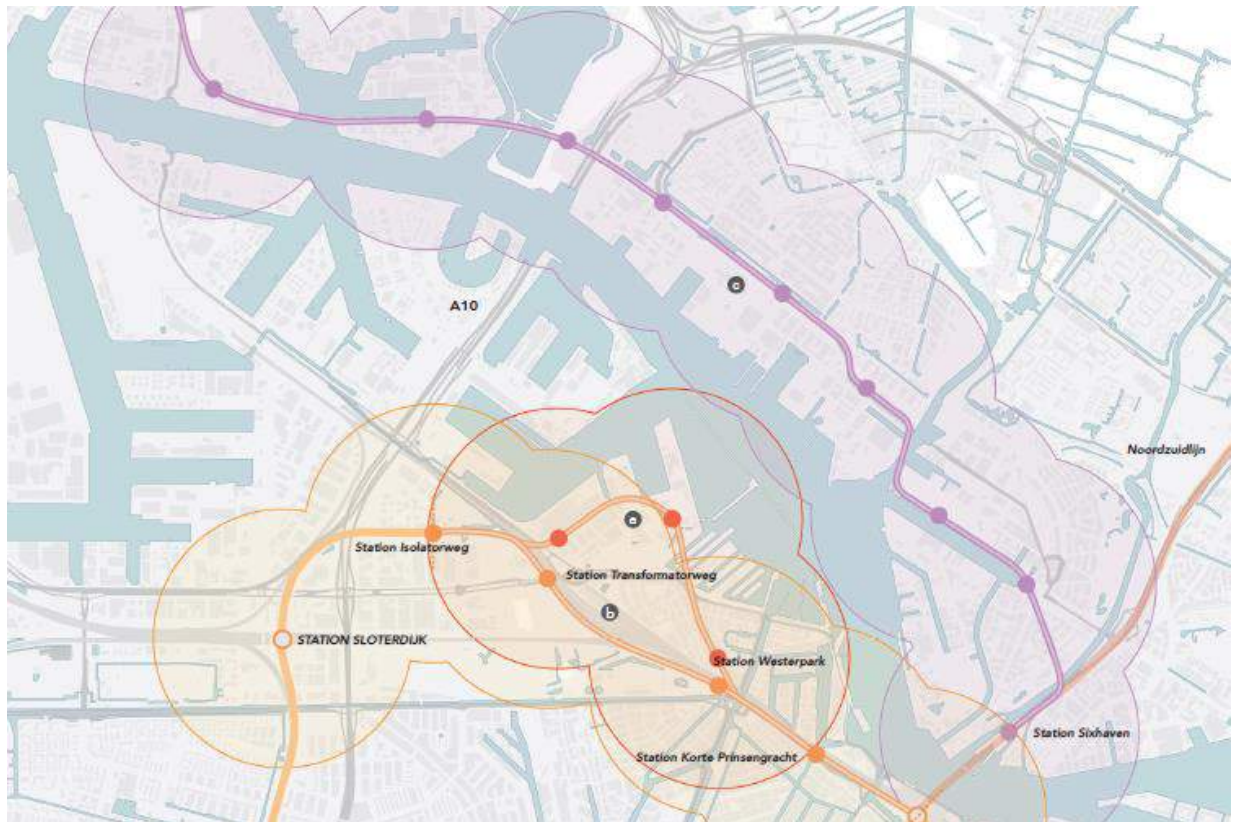 c
A10
Noordzuidlijn
a
Station Isolatorweg
Station Transformatorweg
b
STATION SLOTERDIJK
Station Westerpark
Station Sixhaven
Station Korte Prinsengracht